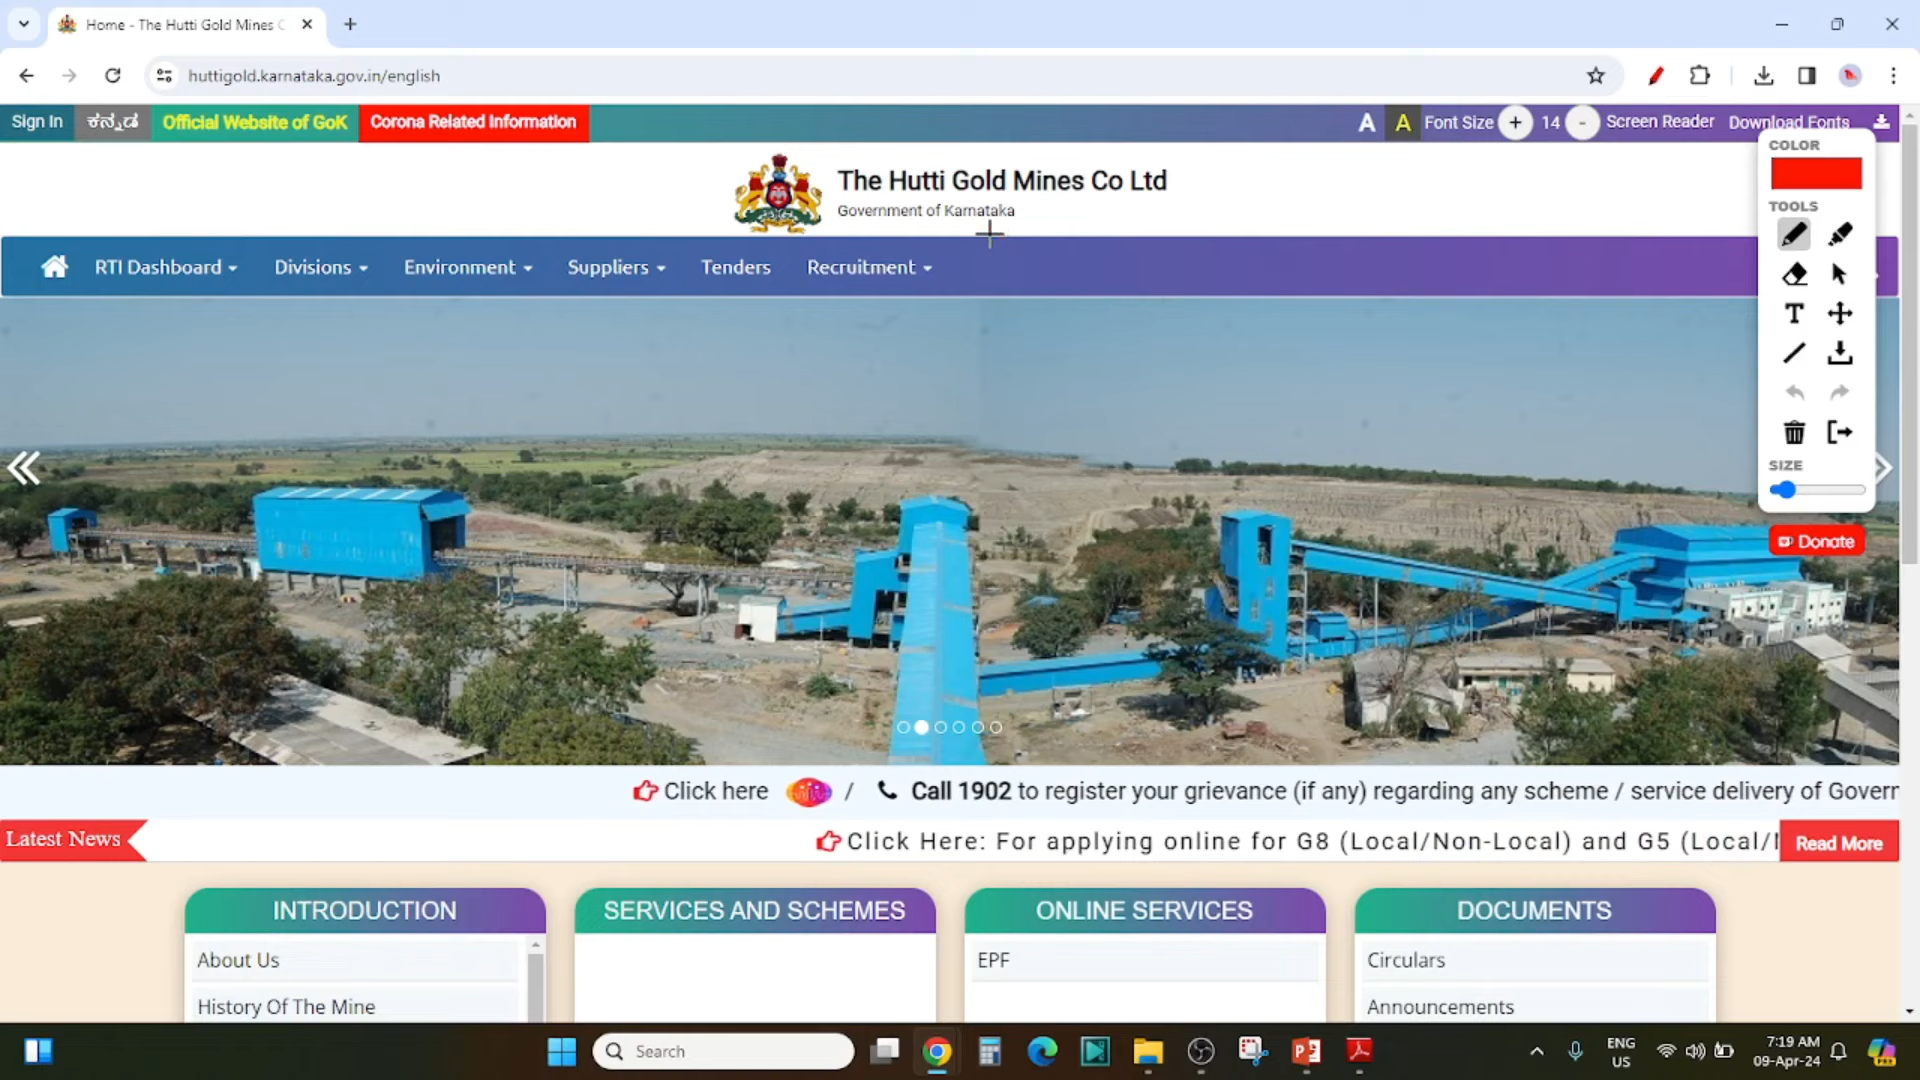 Home - The Hutti Gold Mines C
huttigold.karnataka.gov.in/english
Sign In ಕನ್ನಡ Official Website of GoK Corona Related Information A A Font Size + 14 - Screen Reader Download Fonts
COLOR
The Hutti Gold Mines Co Ltd
Government of Karnataka
TOOLS
RTI Dashboard Divisions Environment Suppliers Tenders Recruitment
T
SIZE
Donate
Click here / Call 1902 to register your grievance (if any) regarding any scheme / service delivery of Govern
Latest News Click Here: For applying online for G8 (Local/Non-Local) and G5 (Local/N Read More
INTRODUCTION SERVICES AND SCHEMES ONLINE SERVICES DOCUMENTS
About Us EPF Circulars
History Of The Mine Announcements
Search
ENG
US
7:19 AM
09-Apr-24